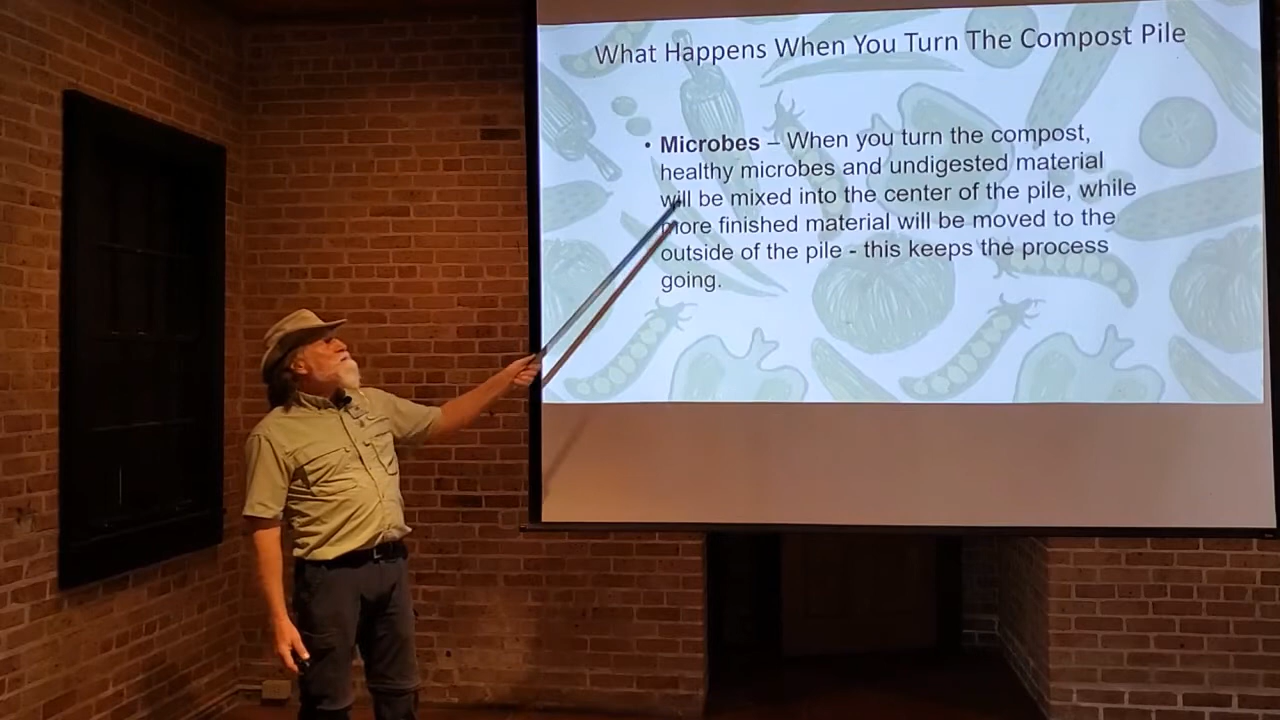 What Happens When You Turn The Compost Pile
• Microbes – When you turn the compost,
healthy microbes and undigested material
will be mixed into the center of the pile, while
more finished material will be moved to the
outside of the pile - this keeps the process
going.